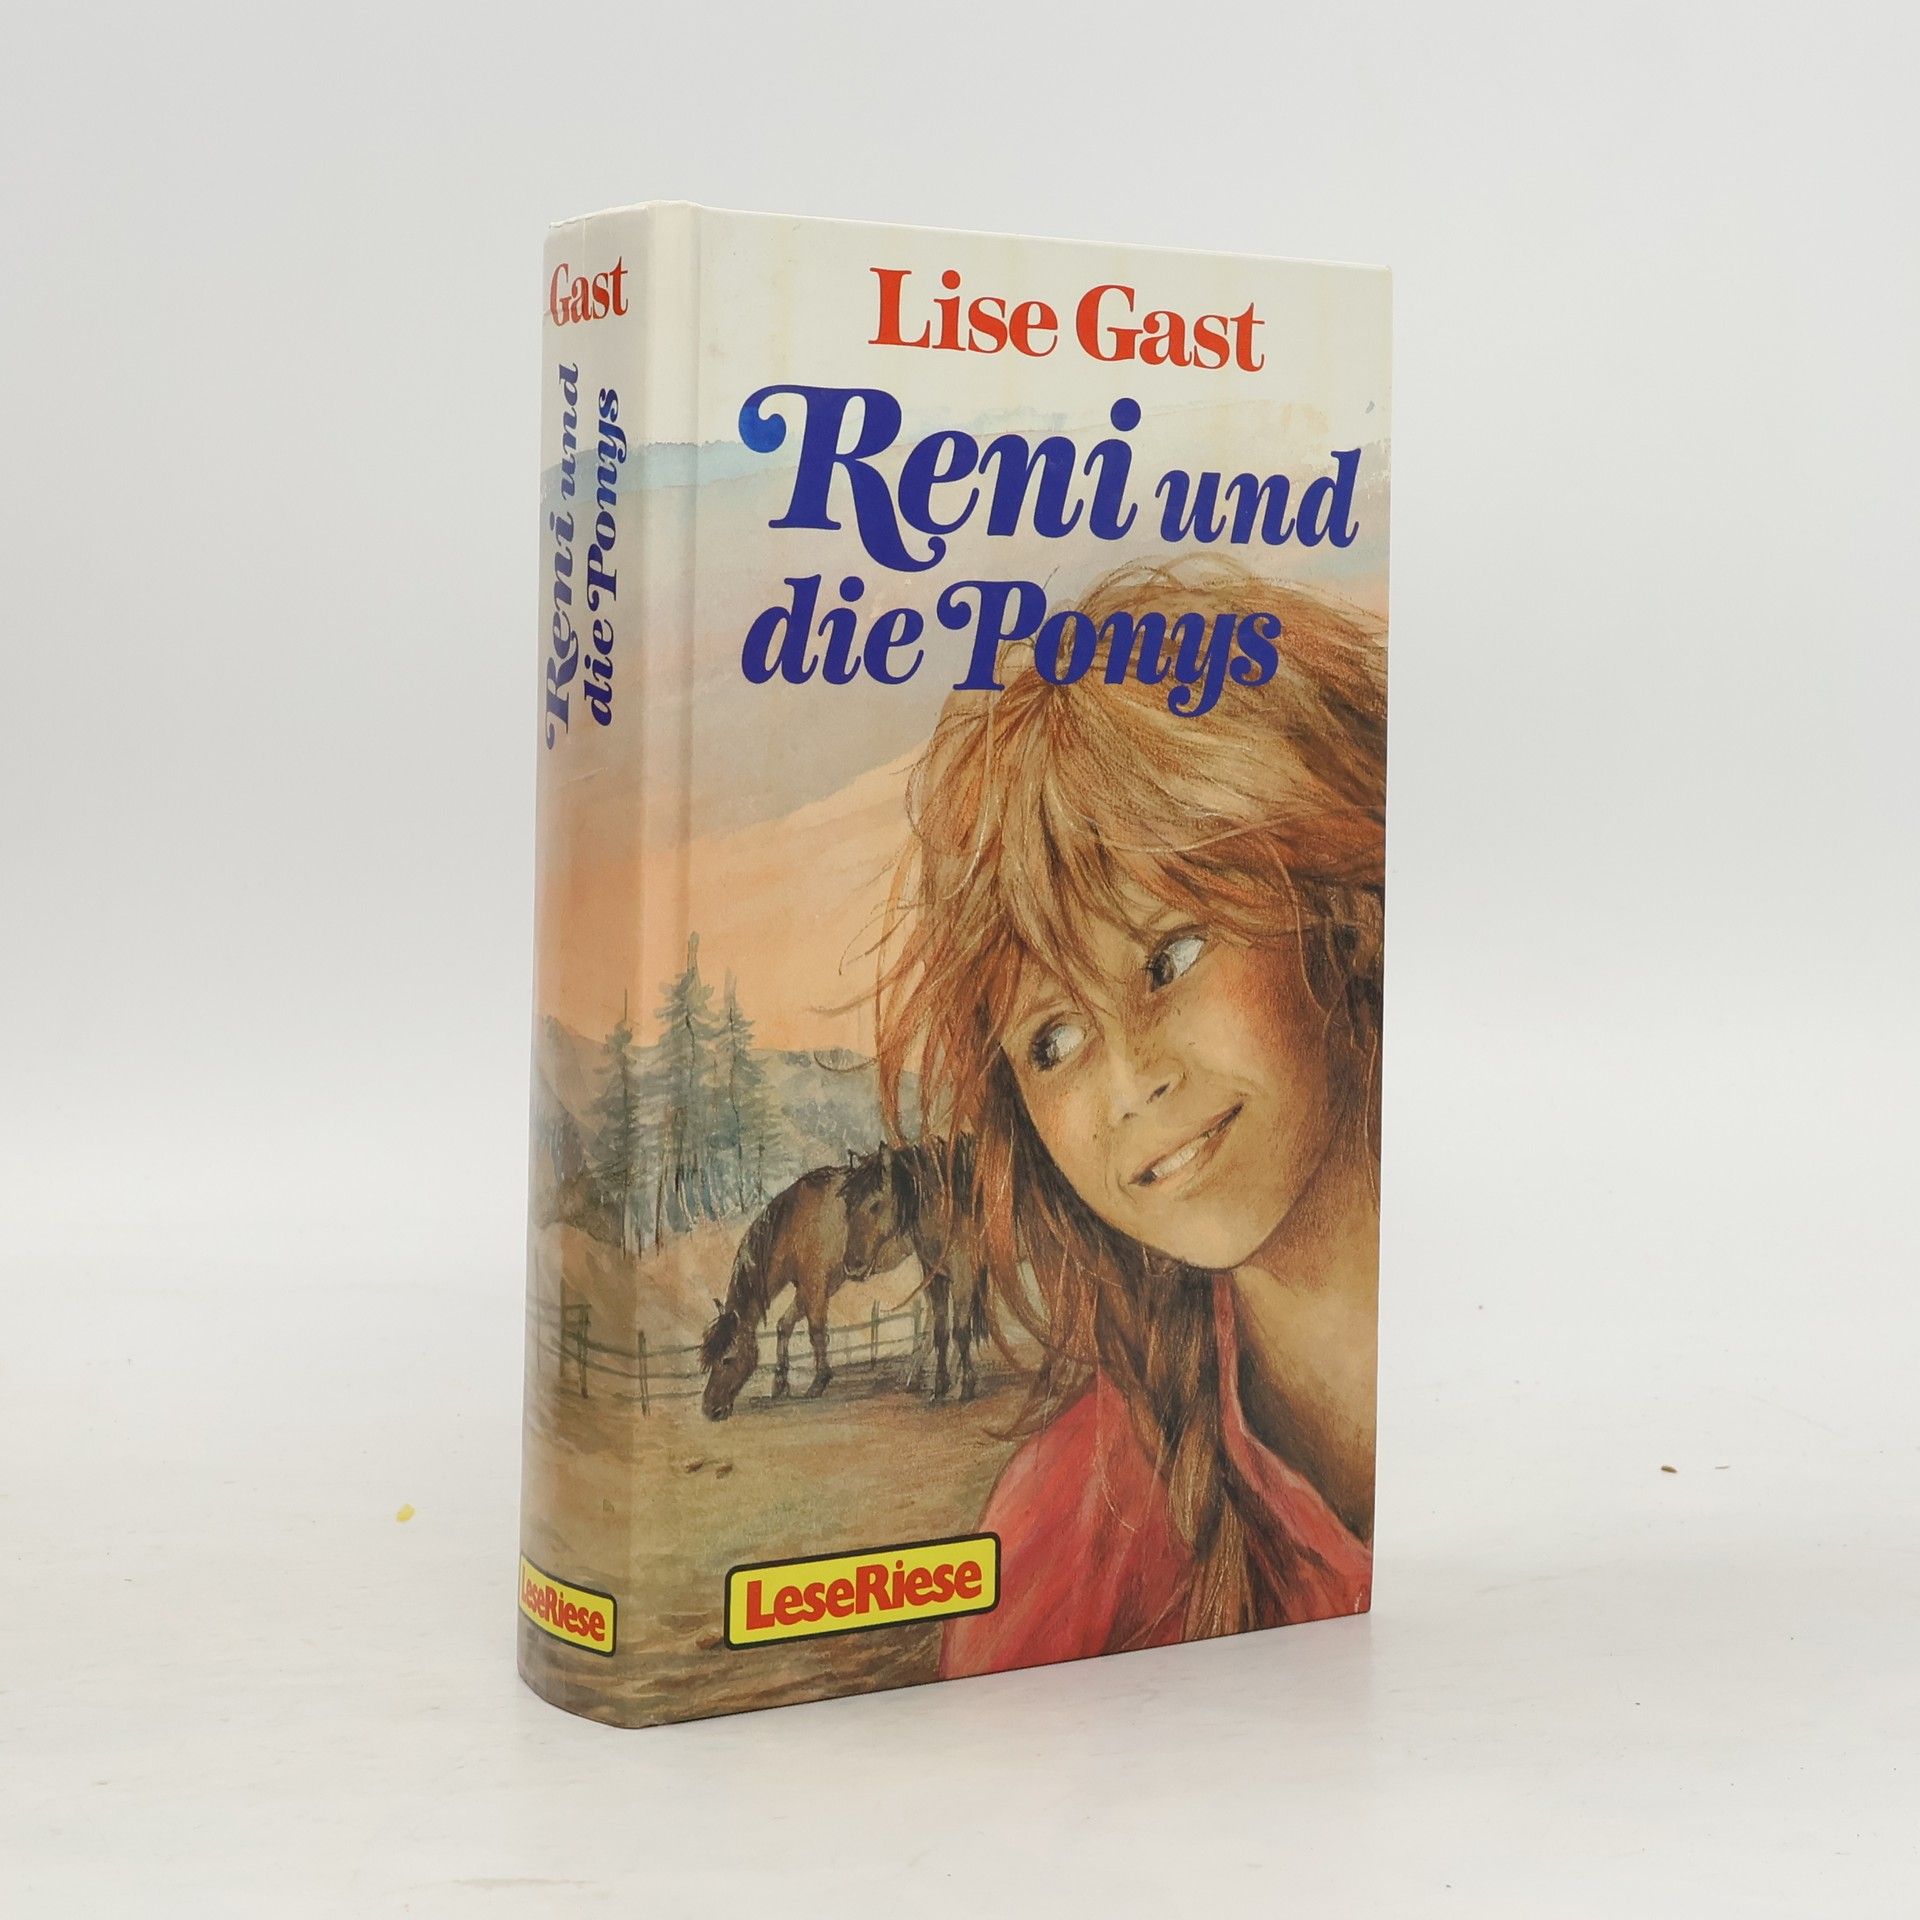 Gast
Reni und
die Ponys
LeseRiese
Lise Gast
Reni und
die Ponys
LeseRiese